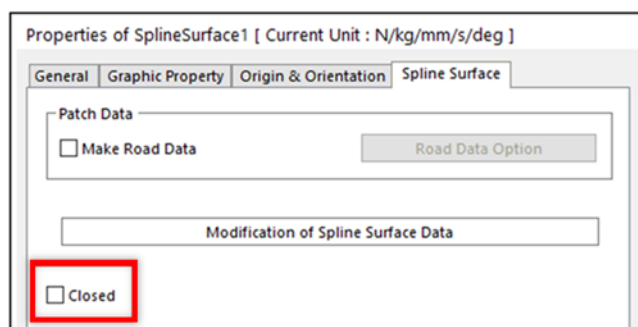 Properties of SplineSurface1 [ Current Unit : N/kg/mm/s/deg ]
General Graphic Property Origin & Orientation Spline Surface
Patch Data
Make Road Data Road Data Option
Modification of Spline Surface Data
Closed